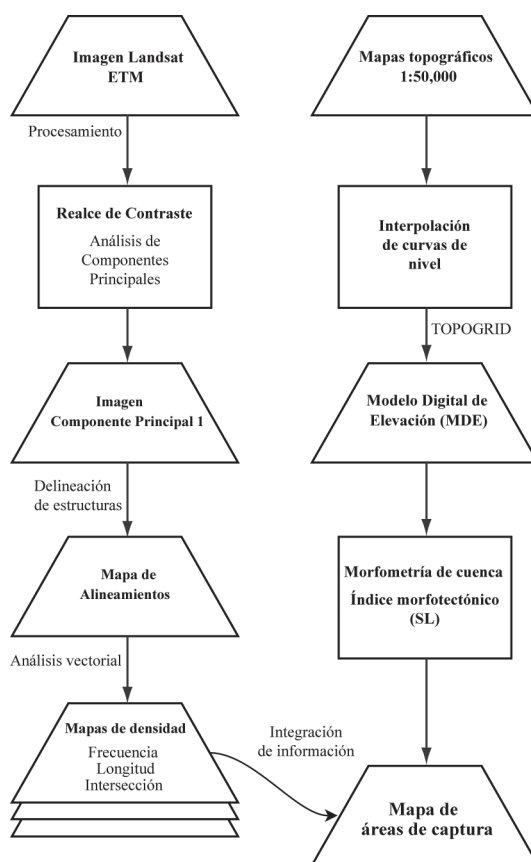 Imagen Landsat
ETM
Procesamiento
Realce de Contraste
Análisis de
Componentes
Principales
Imagen
Componente Principal 1
Delineación
de estructuras
Mapa de
Alineamientos
Análisis vectorial
Mapas de densidad
Frecuencia
Longitud
Intersección
Mapas topográficos
1:50,000
Interpolación
de curvas de
nivel
TOPOGRID
Modelo Digital de
Elevación (MDE)
Morfometría de cuenca
Índice morfotectónico
(SL)
Integración
de información
Mapa de
áreas de captura